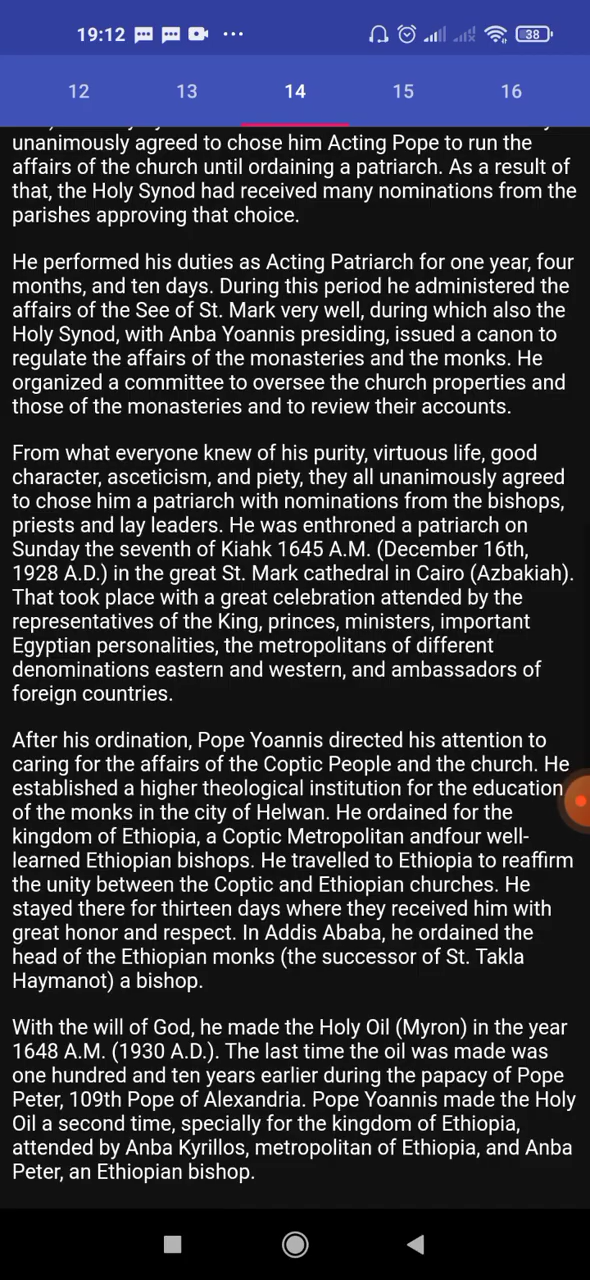 19:12
38
12 13 14 15 16
unanimously agreed to chose him Acting Pope to run the
affairs of the church until ordaining a patriarch. As a result of
that, the Holy Synod had received many nominations from the
parishes approving that choice.
He performed his duties as Acting Patriarch for one year, four
months, and ten days. During this period he administered the
affairs of the See of St. Mark very well, during which also the
Holy Synod, with Anba Yoannis presiding, issued a canon to
regulate the affairs of the monasteries and the monks. He
organized a committee to oversee the church properties and
those of the monasteries and to review their accounts.
From what everyone knew of his purity, virtuous life, good
character, asceticism, and piety, they all unanimously agreed
to chose him a patriarch with nominations from the bishops,
priests and lay leaders. He was enthroned a patriarch on
Sunday the seventh of Kiahk 1645 A.M. (December 16th,
1928 A.D.) in the great St. Mark cathedral in Cairo (Azbakiah).
That took place with a great celebration attended by the
representatives of the King, princes, ministers, important
Egyptian personalities, the metropolitans of different
denominations eastern and western, and ambassadors of
foreign countries.
After his ordination, Pope Yoannis directed his attention to
caring for the affairs of the Coptic People and the church. He
established a higher theological institution for the education
of the monks in the city of Helwan. He ordained for the
kingdom of Ethiopia, a Coptic Metropolitan andfour well-
learned Ethiopian bishops. He travelled to Ethiopia to reaffirm
the unity between the Coptic and Ethiopian churches. He
stayed there for thirteen days where they received him with
great honor and respect. In Addis Ababa, he ordained the
head of the Ethiopian monks (the successor of St. Takla
Haymanot) a bishop.
With the will of God, he made the Holy Oil (Myron) in the year
1648 A.M. (1930 A.D.). The last time the oil was made was
one hundred and ten years earlier during the papacy of Pope
Peter, 109th Pope of Alexandria. Pope Yoannis made the Holy
Oil a second time, specially for the kingdom of Ethiopia,
attended by Anba Kyrillos, metropolitan of Ethiopia, and Anba
Peter, an Ethiopian bishop.